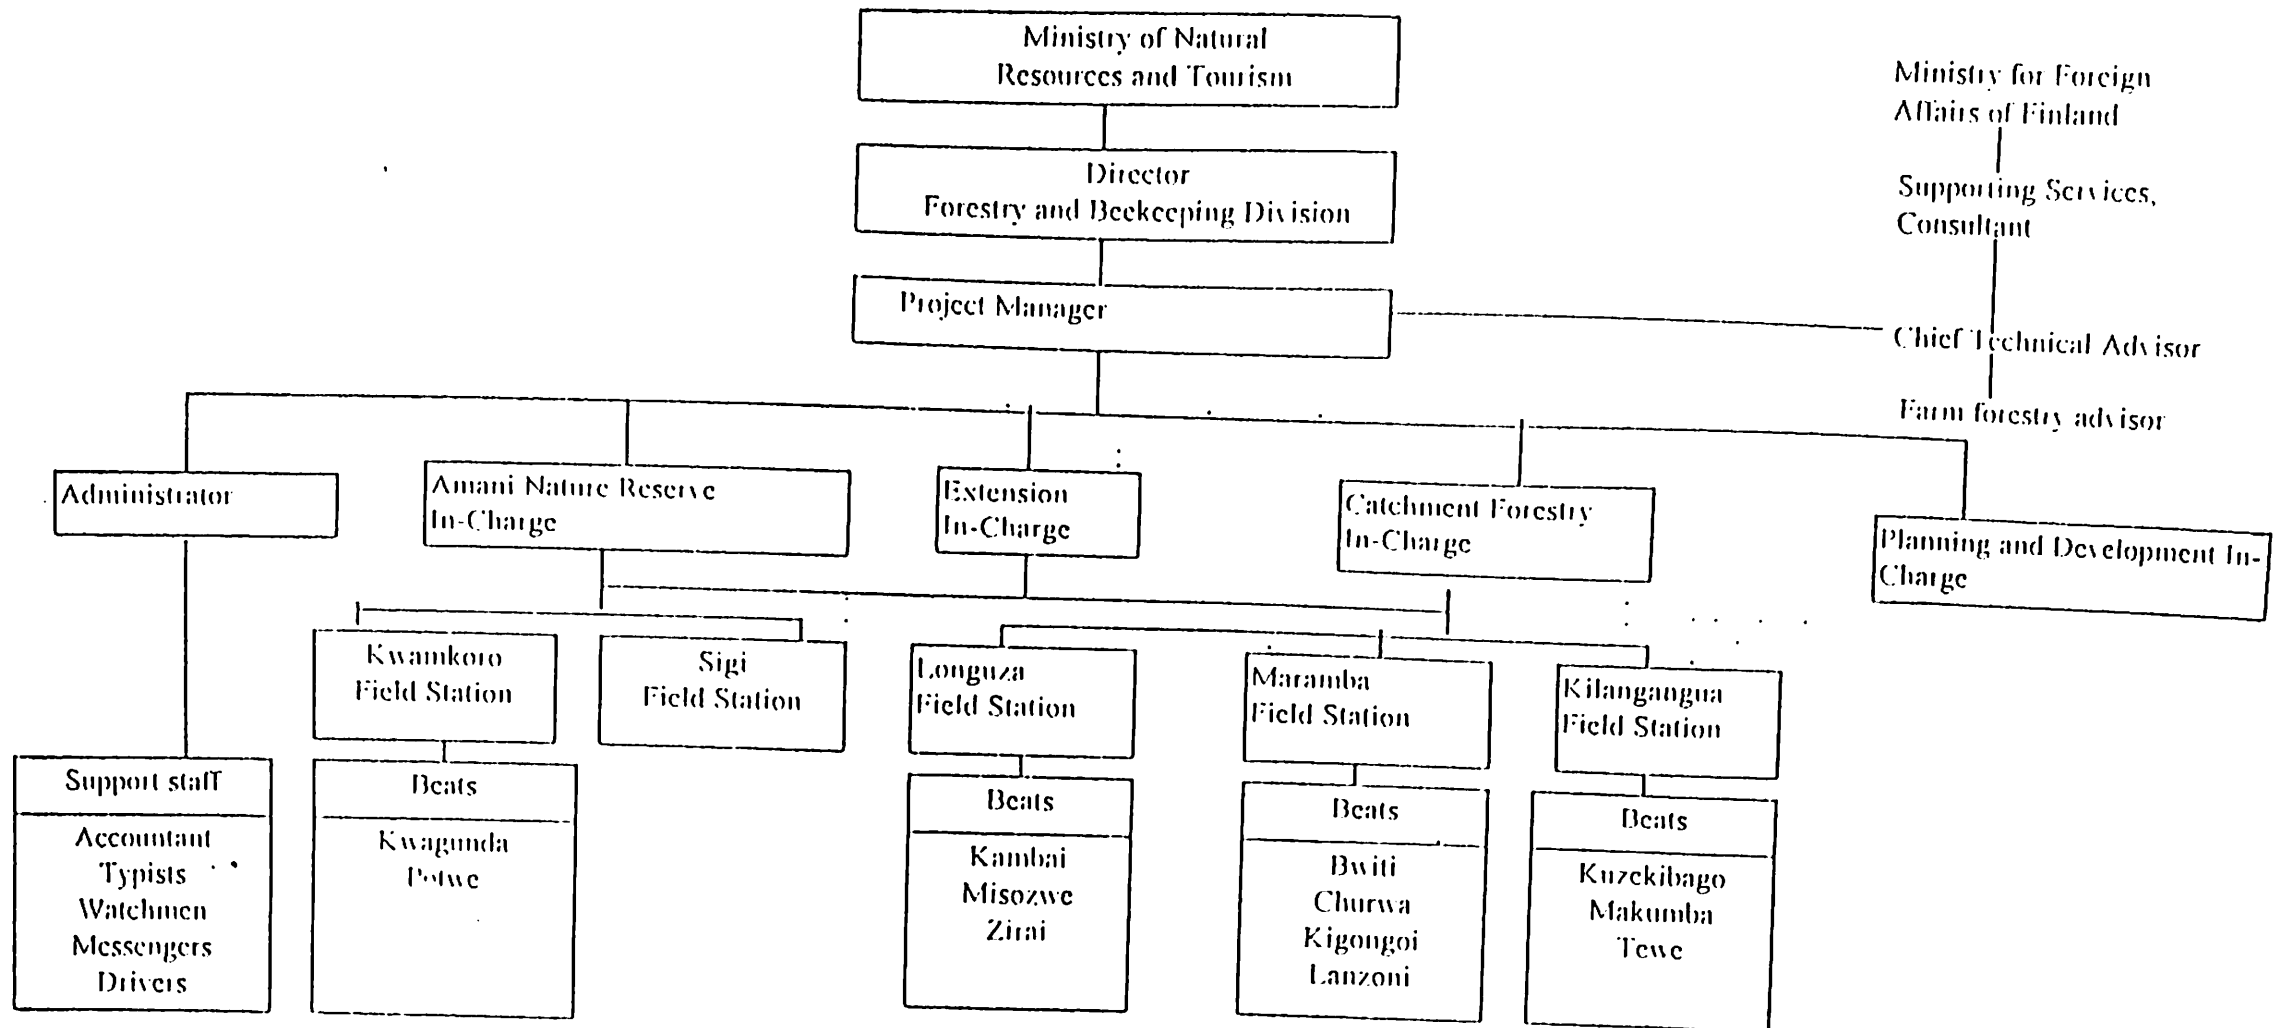 Ministry of Natural
Resources and Tourism
Ministry for Foreign
Affairs of Finland
Director
Forestry and Beekeeping Division
Supporting Services,
Consultant
Project Manager
Chief Technical Advisor
Farm forestry advisor
Administrator
Amani Nature Reserve
In-Charge
Extension
In-Charge
Catchment Forestry
In-Charge
Planning and Development In-
Charge
Kwamkoro
Field Station
Sigi
Field Station
Longuza
Field Station
Maramba
Field Station
Kilangangua
Field Station
Support staff
Accountant
Typists
Watchmen
Messengers
Drivers
Beats
Kwagunda
Potwe
Beats
Kambai
Misozwe
Zirai
Beats
Bwiti
Churwa
Kigongoi
Lanzoni
Beats
Kuzekibago
Makumba
Tewe